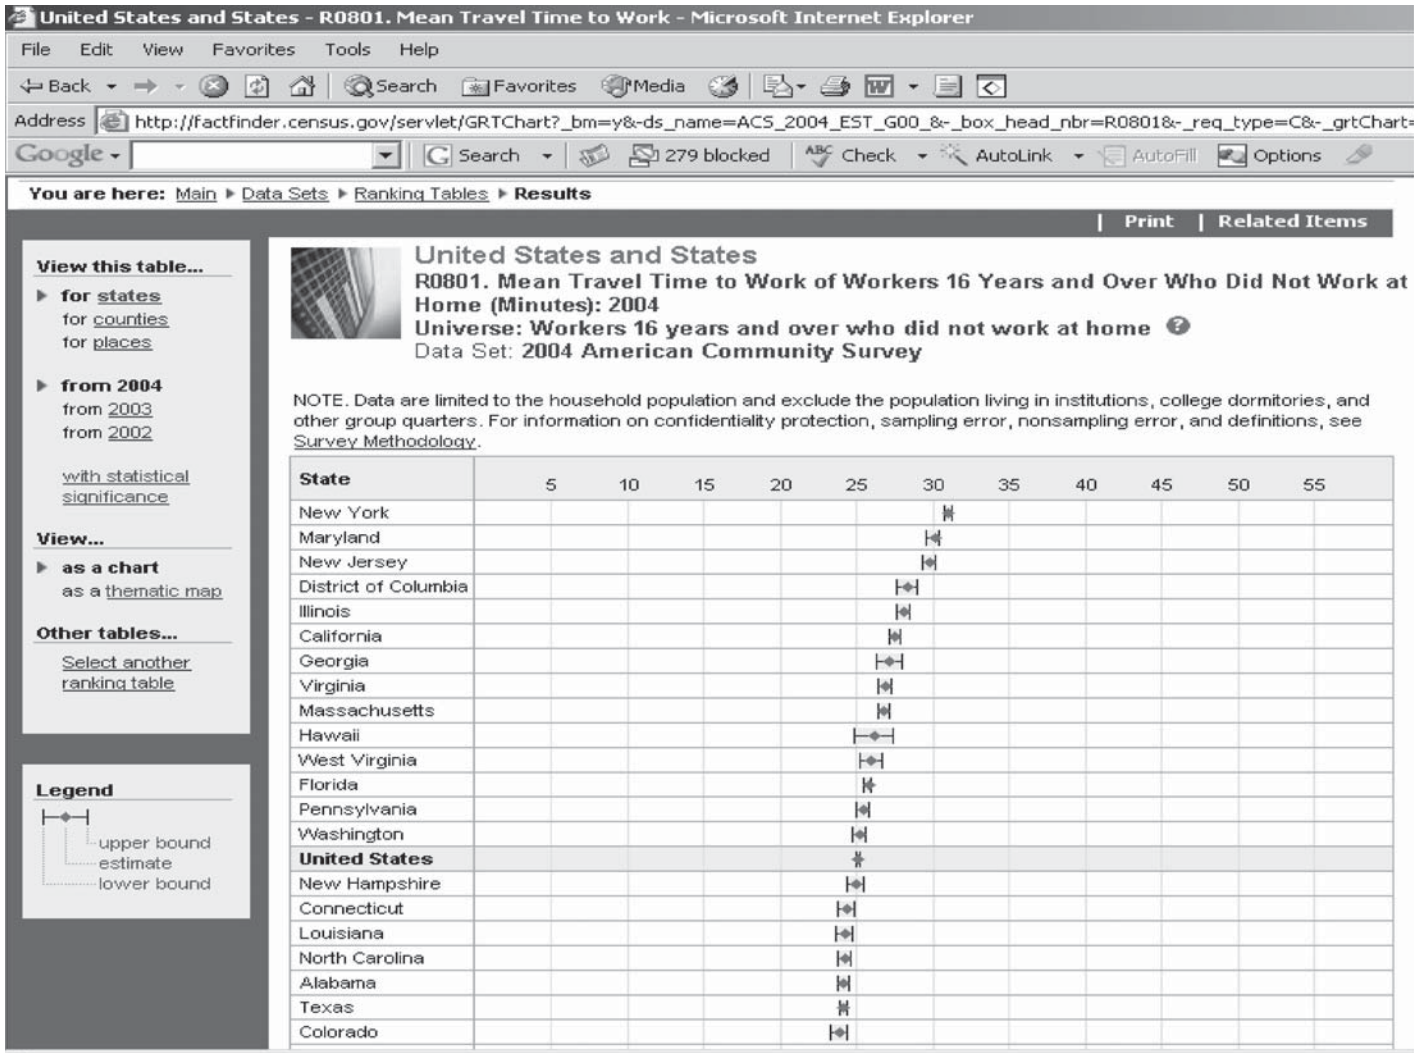 United States and States - R0801. Mean Travel Time to Work - Microsoft Internet Explorer
File Edit View Favorites Tools Help
Back Search Favorites Media
Address http://factfinder.census.gov/servlet/GRTChart?_bm=y&-ds_name=ACS_2004_EST_G00_&-_box_head_nbr=R0801&-_req_type=C&-_grtChart=
Google Search 279 blocked ABC Check AutoLink AutoFill Options
You are here: Main Data Sets Ranking Tables Results
| Print | Related Items
View this table...
for states
for counties
for places
from 2004
from 2003
from 2002
with statistical
significance
View...
as a chart
as a thematic map
Other tables...
Select another
ranking table
Legend
upper bound
estimate
lower bound
United States and States
R0801. Mean Travel Time to Work of Workers 16 Years and Over Who Did Not Work at
Home (Minutes): 2004
Universe: Workers 16 years and over who did not work at home ?
Data Set: 2004 American Community Survey
NOTE. Data are limited to the household population and exclude the population living in institutions, college dormitories, and
other group quarters. For information on confidentiality protection, sampling error, nonsampling error, and definitions, see
Survey Methodology.
State 5 10 15 20 25 30 35 40 45 50 55
New York
Maryland
New Jersey
District of Columbia
Illinois
California
Georgia
Virginia
Massachusetts
Hawaii
West Virginia
Florida
Pennsylvania
Washington
United States
New Hampshire
Connecticut
Louisiana
North Carolina
Alabama
Texas
Colorado